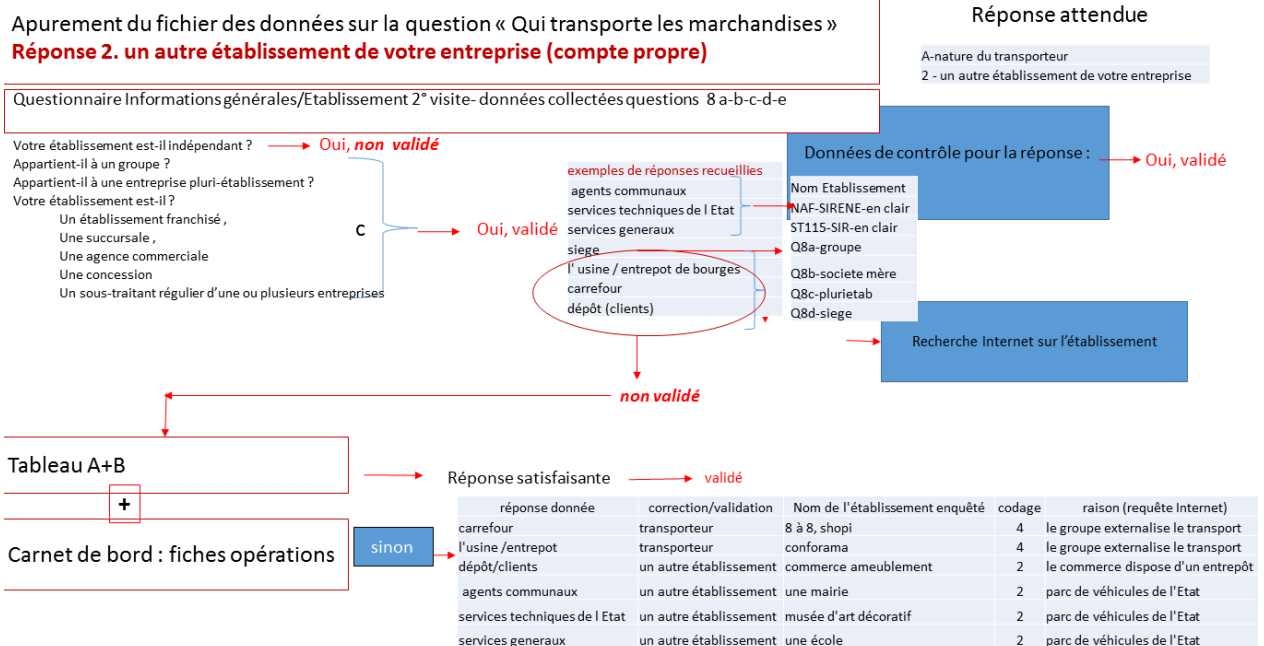 Apurement du fichier des données sur la question « Qui transporte les marchandises »
Réponse 2. un autre établissement de votre entreprise (compte propre)
Réponse attendue
A-nature du transporteur
2 - un autre établissement de votre entreprise
Questionnaire Informations générales/Etablissement 2° visite- données collectées questions 8 a-b-c-d-e
Votre établissement est-il indépendant ?
Oui, non validé
Appartient-il à un groupe ?
Appartient-il à une entreprise pluri-établissement ?
Votre établissement est-il ?
Un établissement franchisé ,
Une succursale ,
Une agence commerciale
Une concession
Un sous-traitant régulier d'une ou plusieurs entreprises
C
Oui, validé
exemples de réponses recueillies
agents communaux
services techniques de l Etat
services generaux
siege
l' usine / entrepot de bourges
carrefour
dépôt (clients)
Données de contrôle pour la réponse :
Oui, validé
Nom Etablissement
NAF-SIRENE-en clair
ST115-SIR-en clair
Q8a-groupe
Q8b-societe mère
Q8c-plurietab
Q8d-siege
Recherche Internet sur l'établissement
non validé
Tableau A+B
+
Carnet de bord : fiches opérations
Réponse satisfaisante
validé
sinon
réponse donnée correction/validation Nom de l'établissement enquêté codage raison (requête Internet)
carrefour transporteur 8 à 8, shopi 4 le groupe externalise le transport
l'usine /entrepot transporteur conforama 4 le groupe externalise le transport
dépôt/clients un autre établissement commerce ameublement 2 le commerce dispose d'un entrepôt
agents communaux un autre établissement une mairie 2 parc de véhicules de l'Etat
services techniques de l Etat un autre établissement musée d'art décoratif 2 parc de véhicules de l'Etat
services generaux un autre établissement une école 2 parc de véhicules de l'Etat